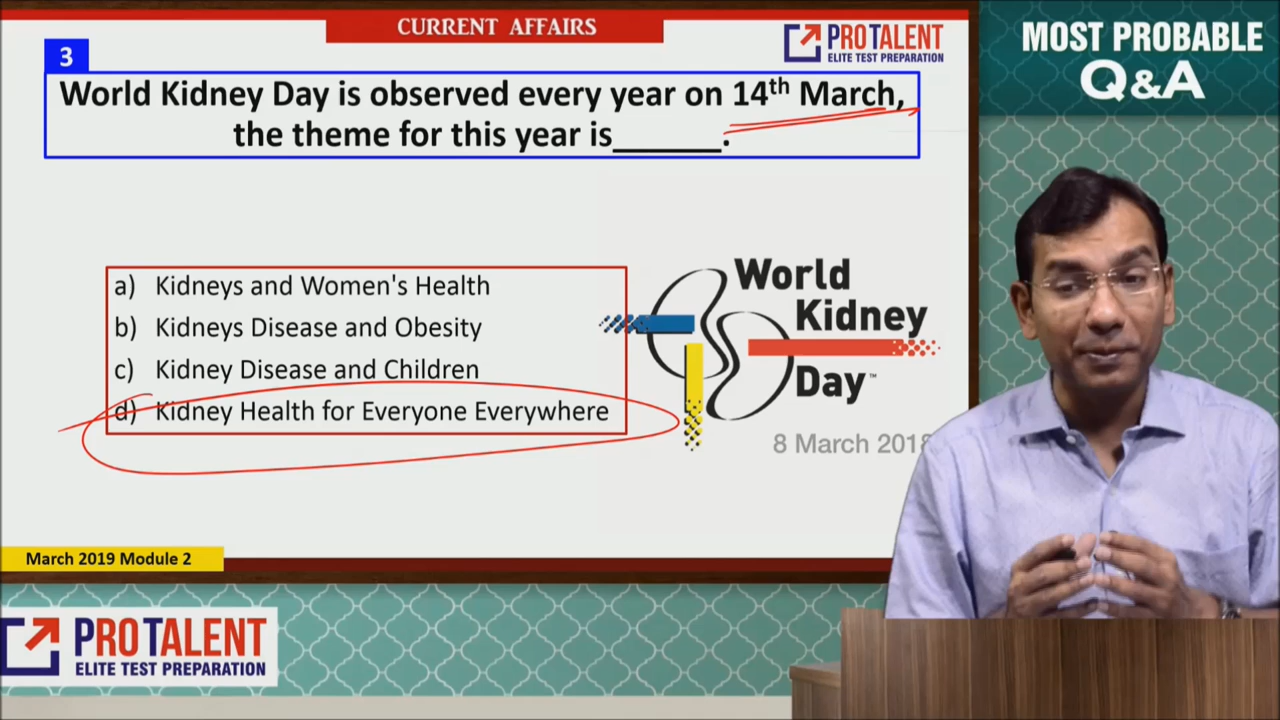 CURRENT AFFAIRS
PROTALENT
ELITE TEST PREPARATION
MOST PROBABLE
Q&A
3
World Kidney Day is observed every year on 14th March,
the theme for this year is______.
a) Kidneys and Women's Health
b) Kidneys Disease and Obesity
c) Kidney Disease and Children
d) Kidney Health for Everyone Everywhere
World
Kidney
Day™
8 March 2018
March 2019 Module 2
PROTALENT
ELITE TEST PREPARATION